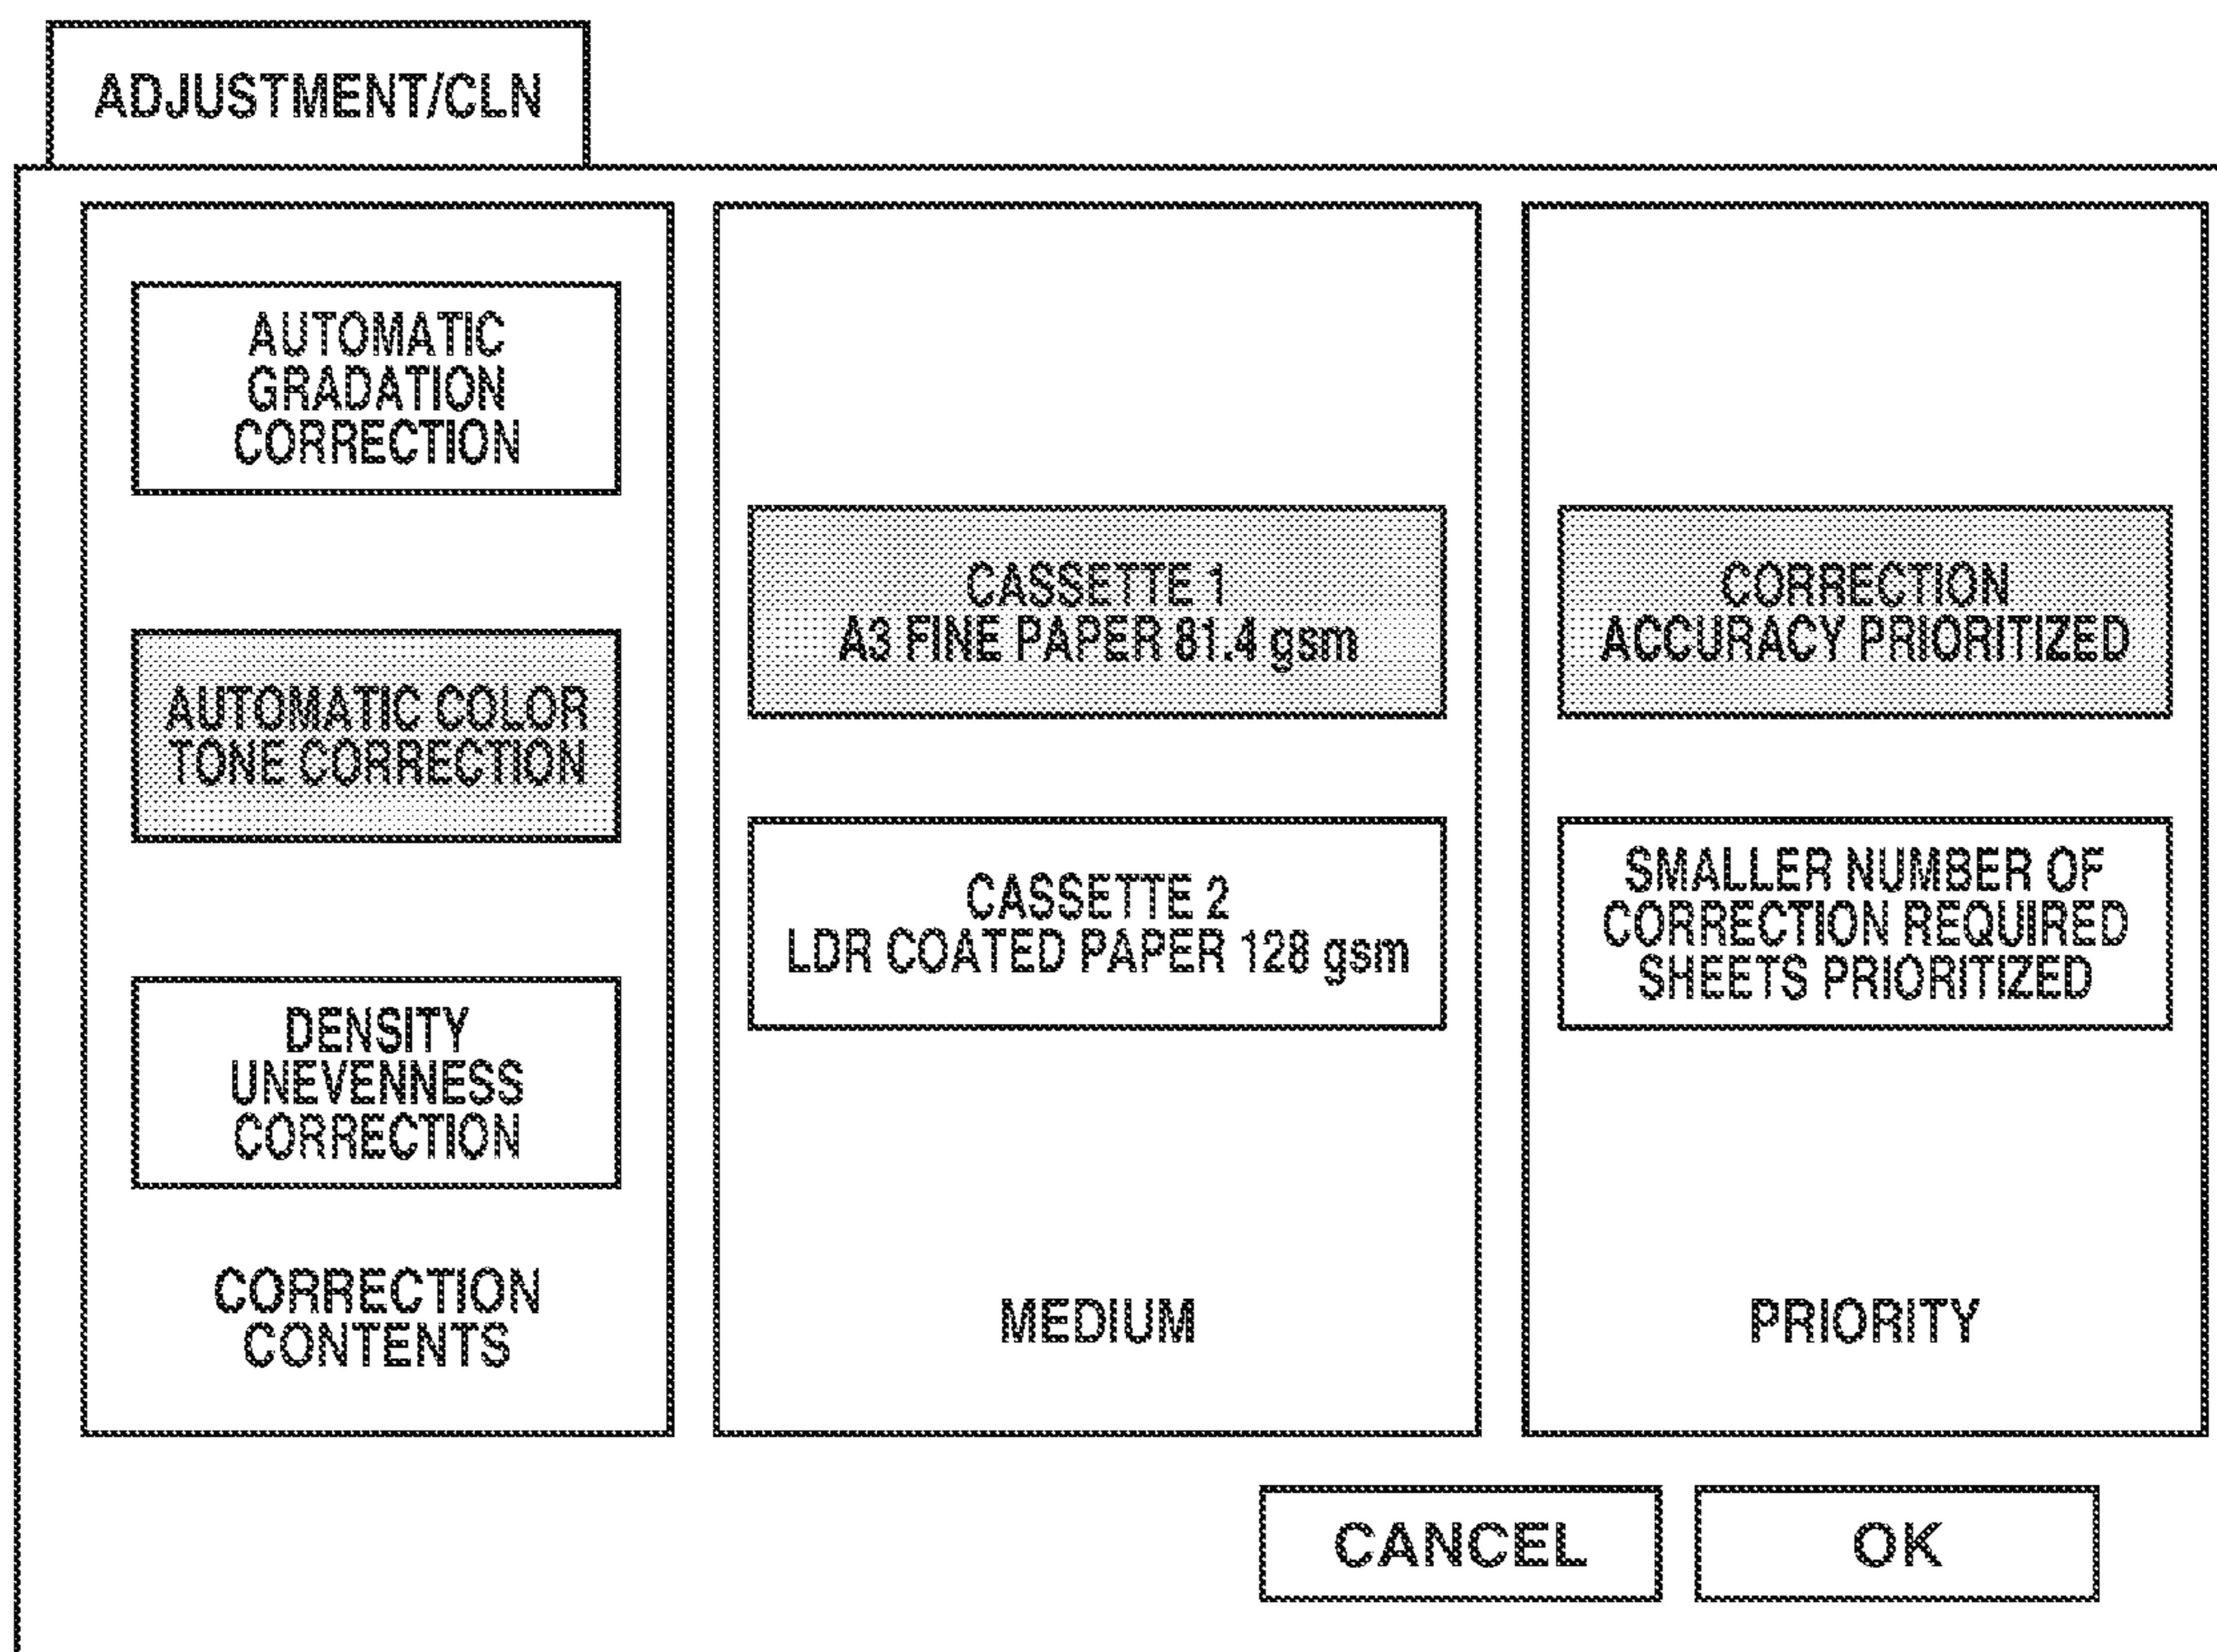 ADJUSTMENT/CLN
AUTOMATIC
GRADATION
CORRECTION
AUTOMATIC COLOR
TONE CORRECTION
DENSITY
UNEVENNESS
CORRECTION
CORRECTION
CONTENTS
CASSETTE 1
A3 FINE PAPER 81.4 gsm
CASSETTE 2
LDR COATED PAPER 128 gsm
MEDIUM
CORRECTION
ACCURACY PRIORITIZED
SMALLER NUMBER OF
CORRECTION REQUIRED
SHEETS PRIORITIZED
PRIORITY
CANCEL
OK